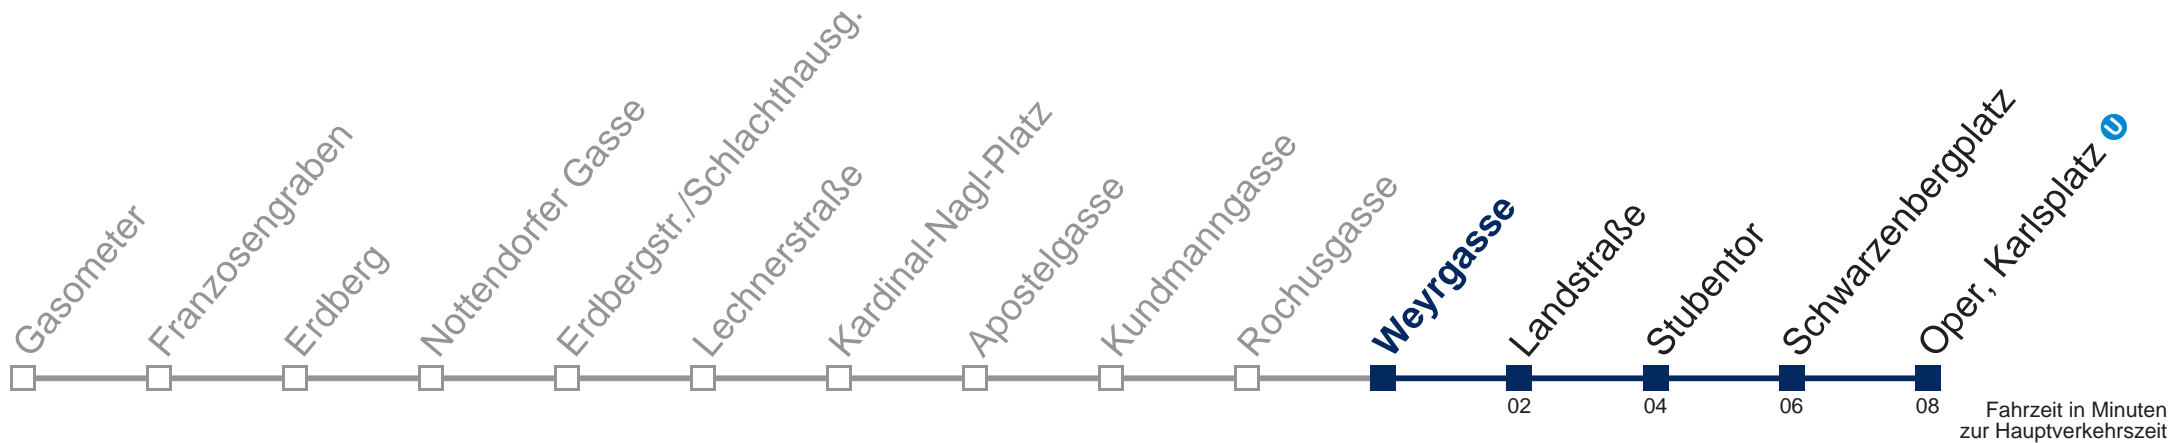 Gasometer
Franzosengraben
Erdberg
Nottendorfer Gasse
Erdbergstr./Schlachthausg.
Lechnerstraße
Kardinal-Nagl-Platz
Apostelgasse
Kundmanngasse
Rochusgasse
Weyrgasse
Landstraße
Stubentor
Schwarzenbergplatz
Oper, Karlsplatz U
02
04
06
08
Fahrzeit in Minuten
zur Hauptverkehrszeit